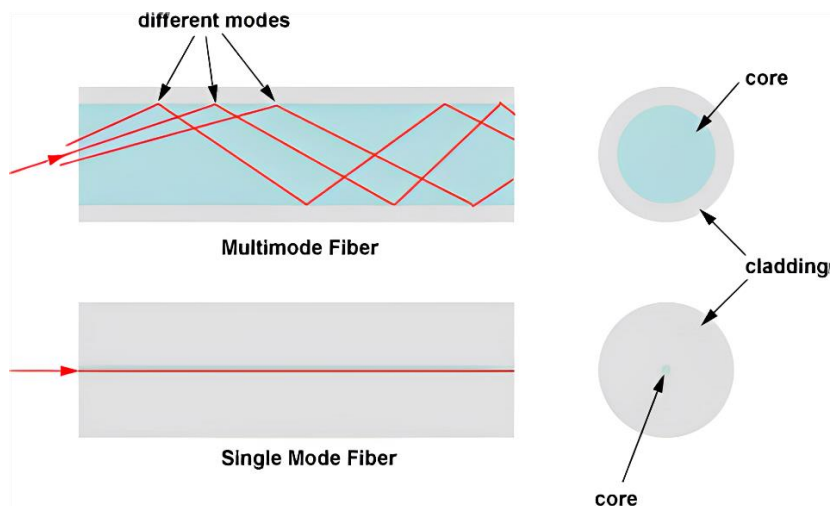 different modes
core
Multimode Fiber
cladding
Single Mode Fiber
core